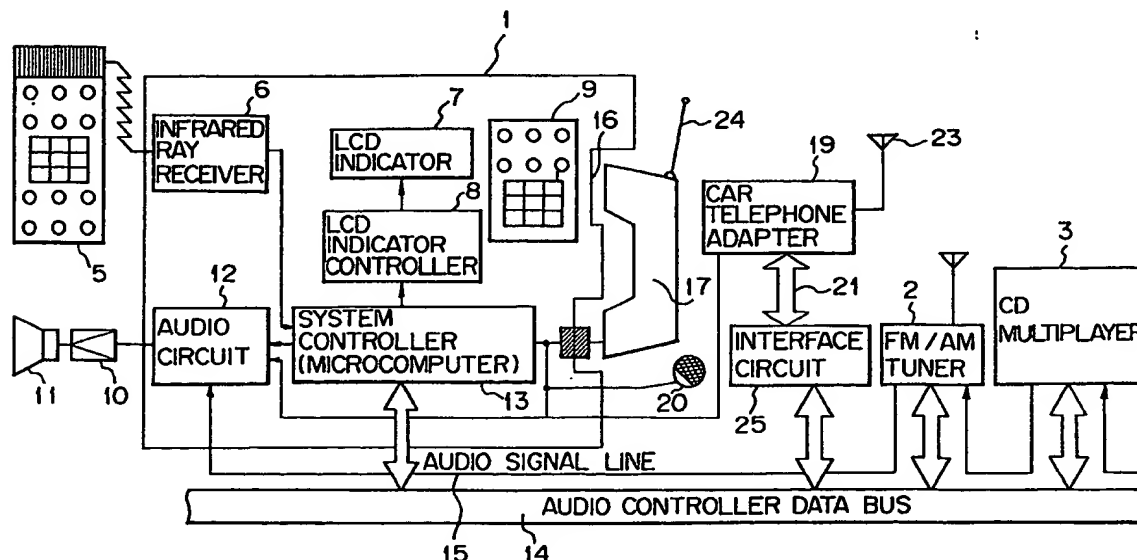 1
6
7
9
INFRARED
RAY
RECEIVER
LCD
INDICATOR
16
24
23
19
CAR
TELEPHONE
ADAPTER
8
LCD
INDICATOR
CONTROLLER
5
12
AUDIO
CIRCUIT
SYSTEM
CONTROLLER
(MICROCOMPUTER)
17
21
2
3
CD
MULTIPLAYER
INTERFACE
CIRCUIT
FM/AM
TUNER
11
10
13
20
25
AUDIO SIGNAL LINE
AUDIO CONTROLLER DATA BUS
15
14